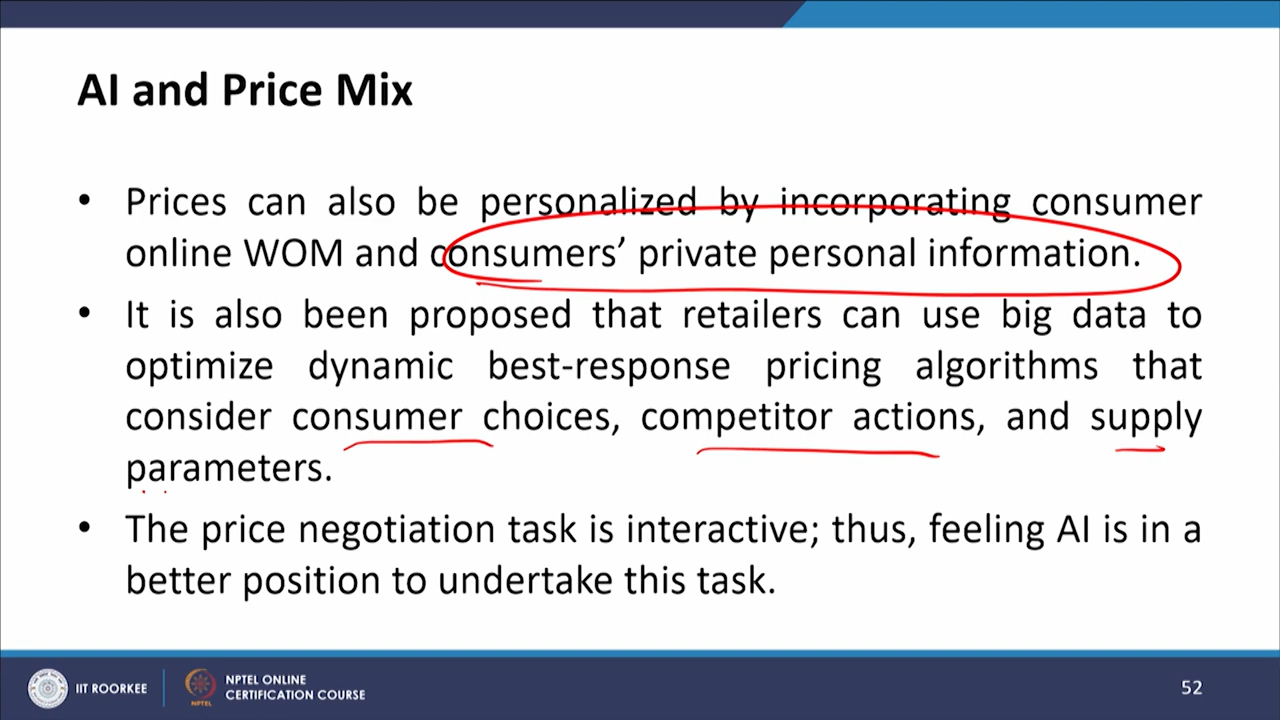 AI and Price Mix
• Prices can also be personalized by incorporating consumer
online WOM and consumers’ private personal information.
• It is also been proposed that retailers can use big data to
optimize dynamic best-response pricing algorithms that
consider consumer choices, competitor actions, and supply
parameters.
• The price negotiation task is interactive; thus, feeling AI is in a
better position to undertake this task.
IIT ROORKEE
NPTEL
NPTEL ONLINE
CERTIFICATION COURSE
52